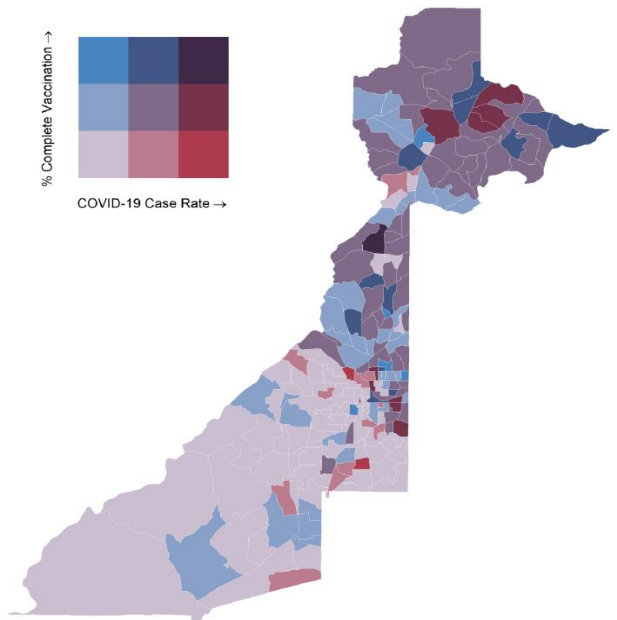 % Complete Vaccination →
COVID-19 Case Rate →